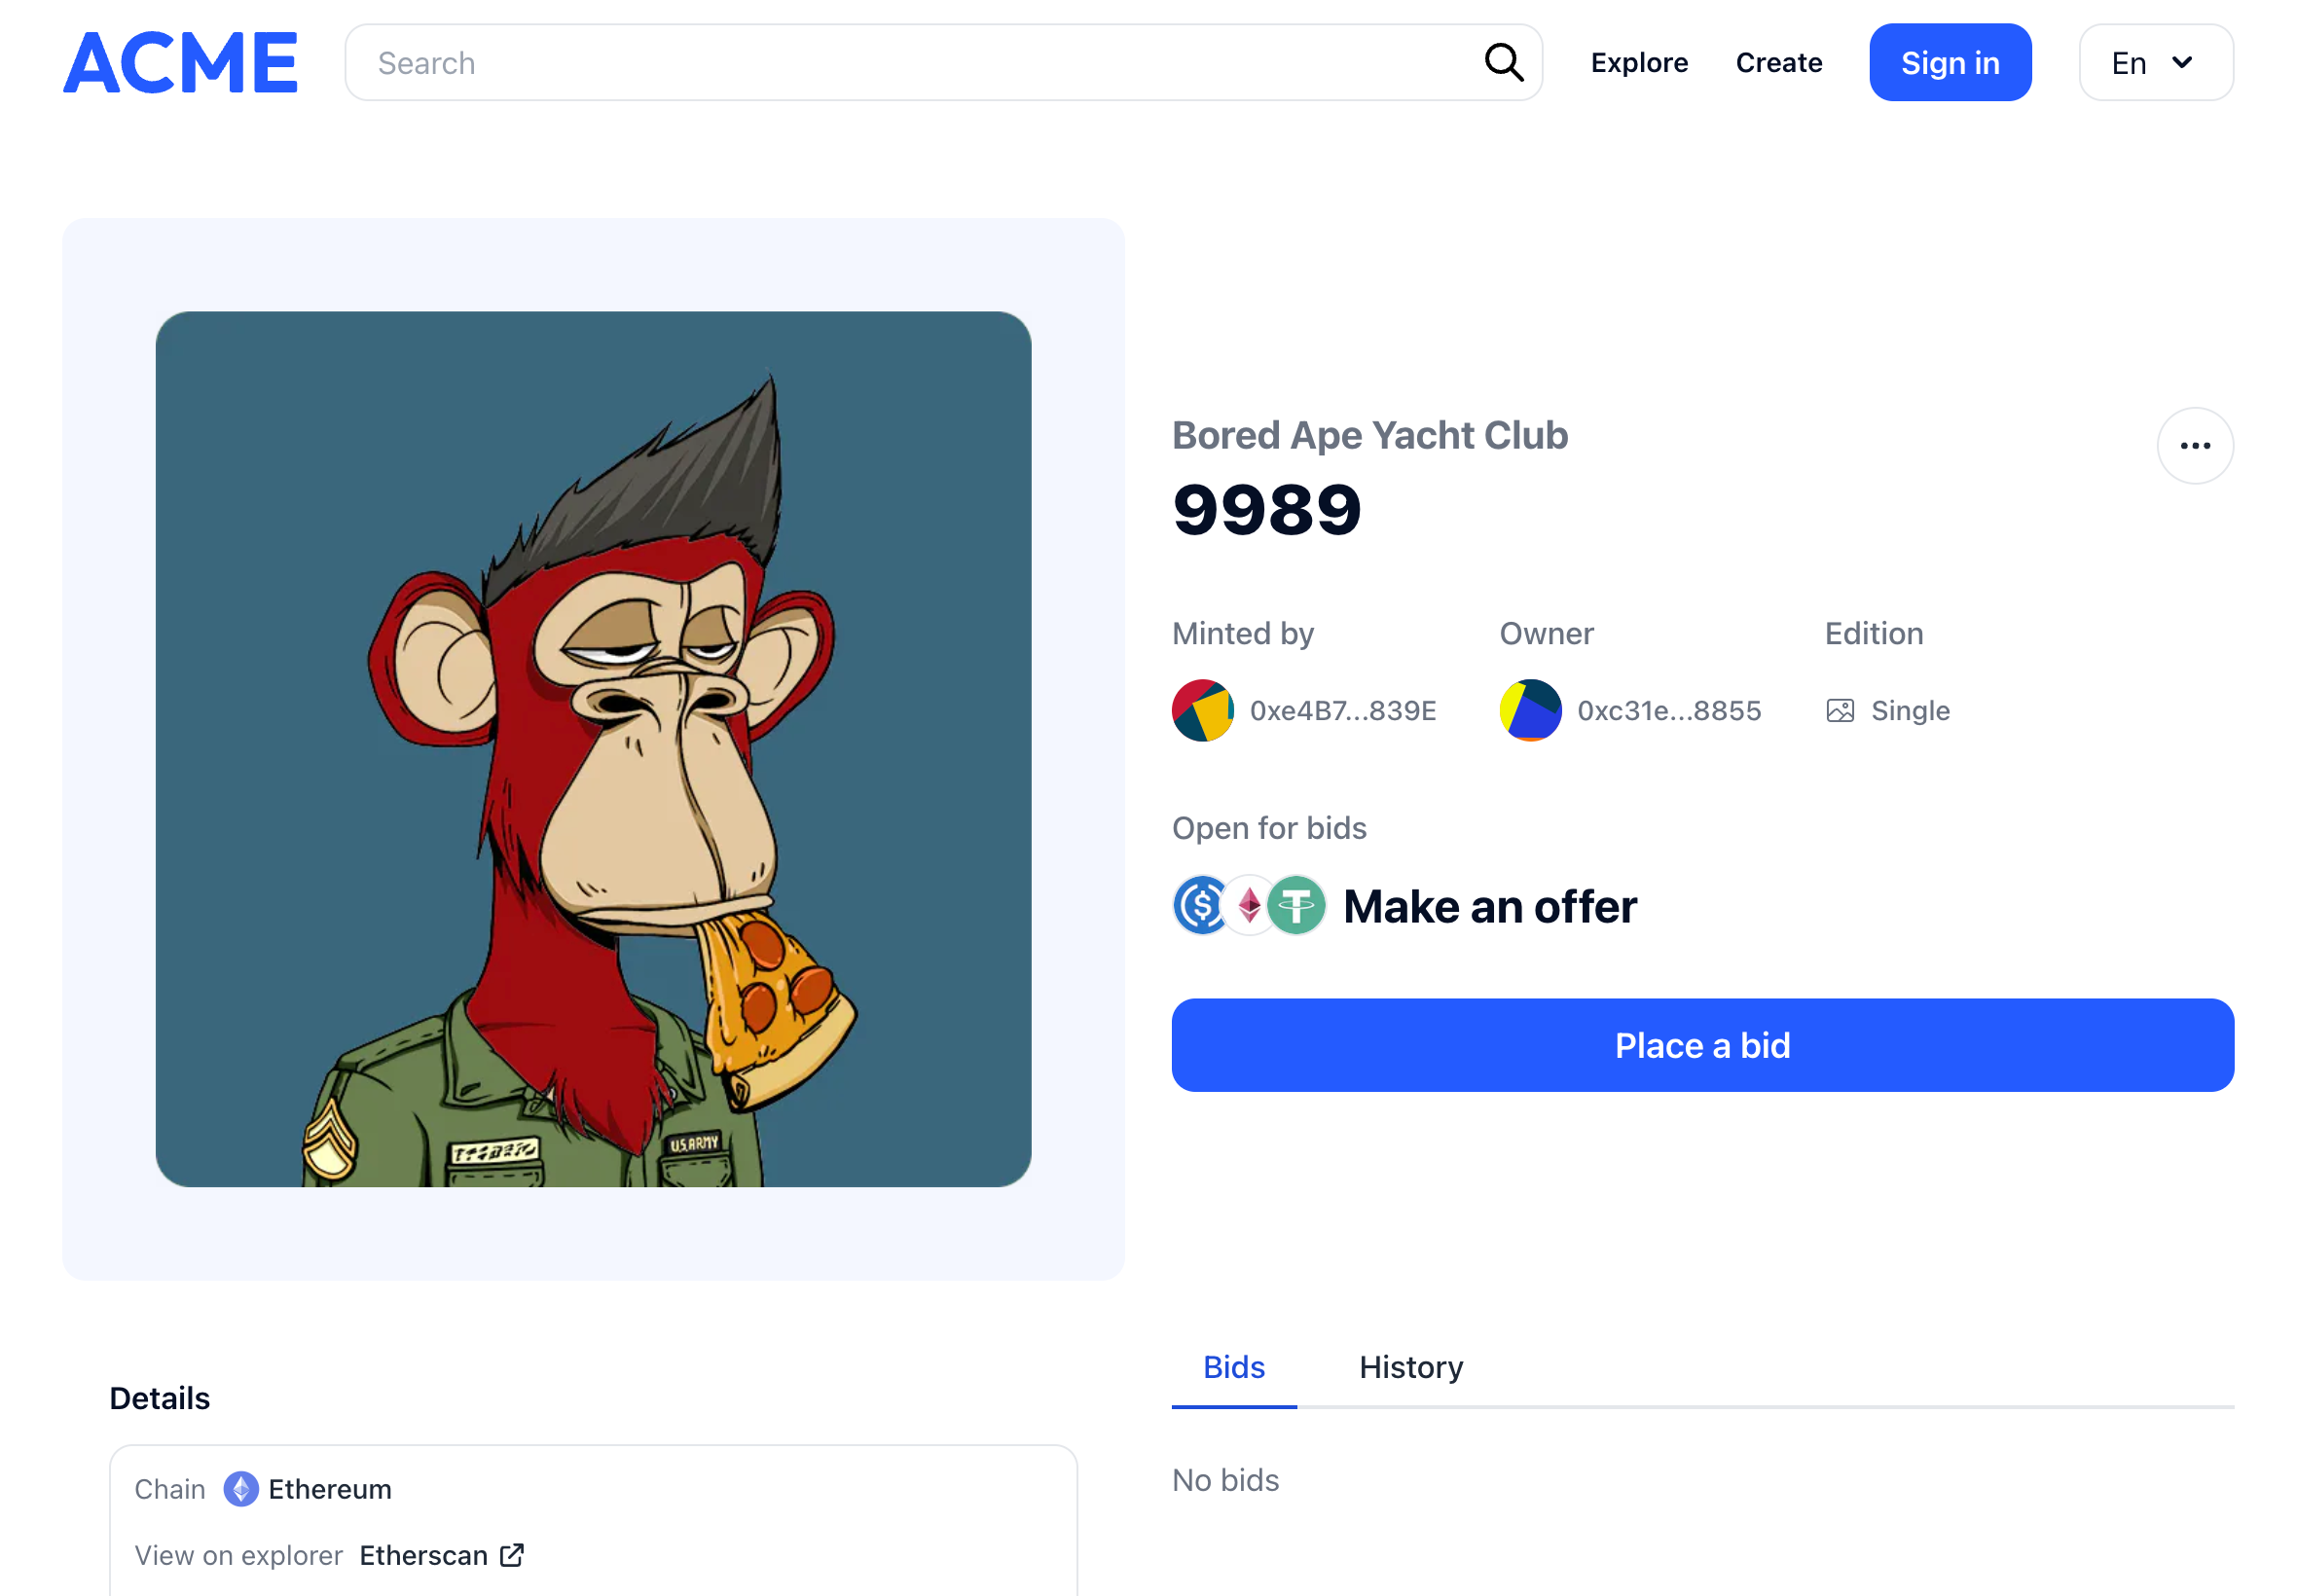 ACME
Search
Explore
Create
Sign in
En
Bored Ape Yacht Club
9989
Minted by
Owner
Edition
0xe4B7...839E
0xc31e...8855
Single
Open for bids
Make an offer
Place a bid
U.S.ARMY
Bids
History
Details
No bids
Chain Ethereum
View on explorer Etherscan